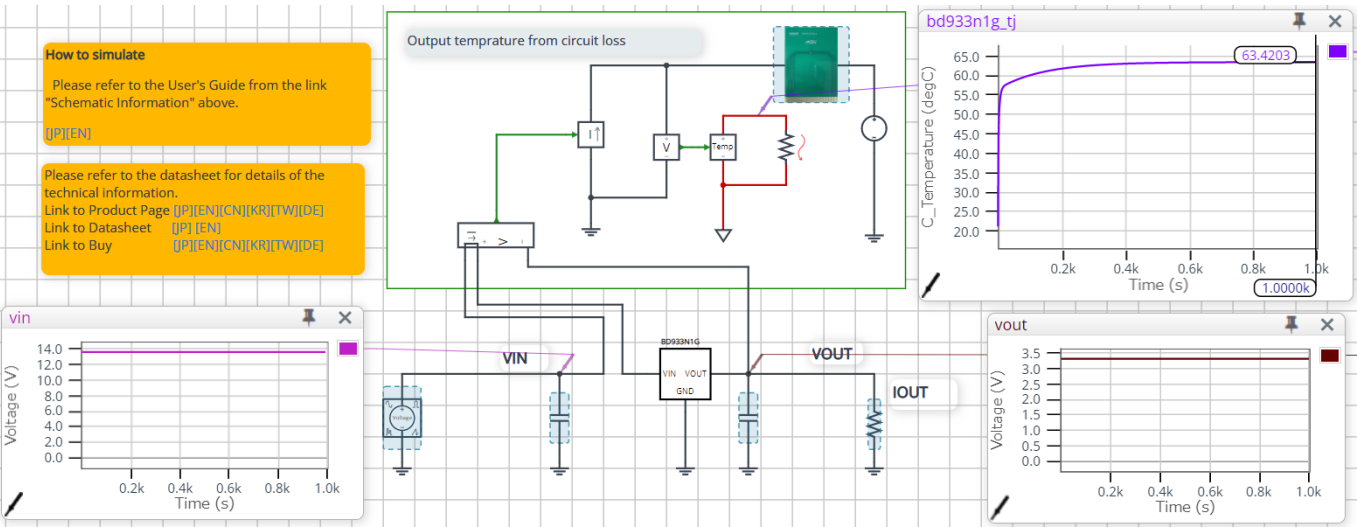 How to simulate
Please refer to the User's Guide from the link
"Schematic Information" above.
[JP][EN]
Please refer to the datasheet for details of the
technical information.
Link to Product Page [JP][EN][CN][KR][TW][DE]
Link to Datasheet [JP] [EN]
Link to Buy [JP][EN][CN][KR][TW][DE]
Output temprature from circuit loss
I
V
Temp
I
+ V -
bd933n1g_tj
63.4203
65.0
60.0
55.0
50.0
45.0
40.0
35.0
30.0
25.0
20.0
C_Temperature (degC)
0.2k 0.4k 0.6k 0.8k 1.0k
Time (s)
1.0000k
vin
14.0
12.0
10.0
8.0
6.0
4.0
2.0
0.0
Voltage (V)
0.2k 0.4k 0.6k 0.8k 1.0k
Time (s)
VIN
Voltage
BD933N1G
VIN VOUT
GND
VOUT
IOUT
vout
3.5
3.0
2.5
2.0
1.5
1.0
0.5
0.0
Voltage (V)
0.2k 0.4k 0.6k 0.8k 1.0k
Time (s)